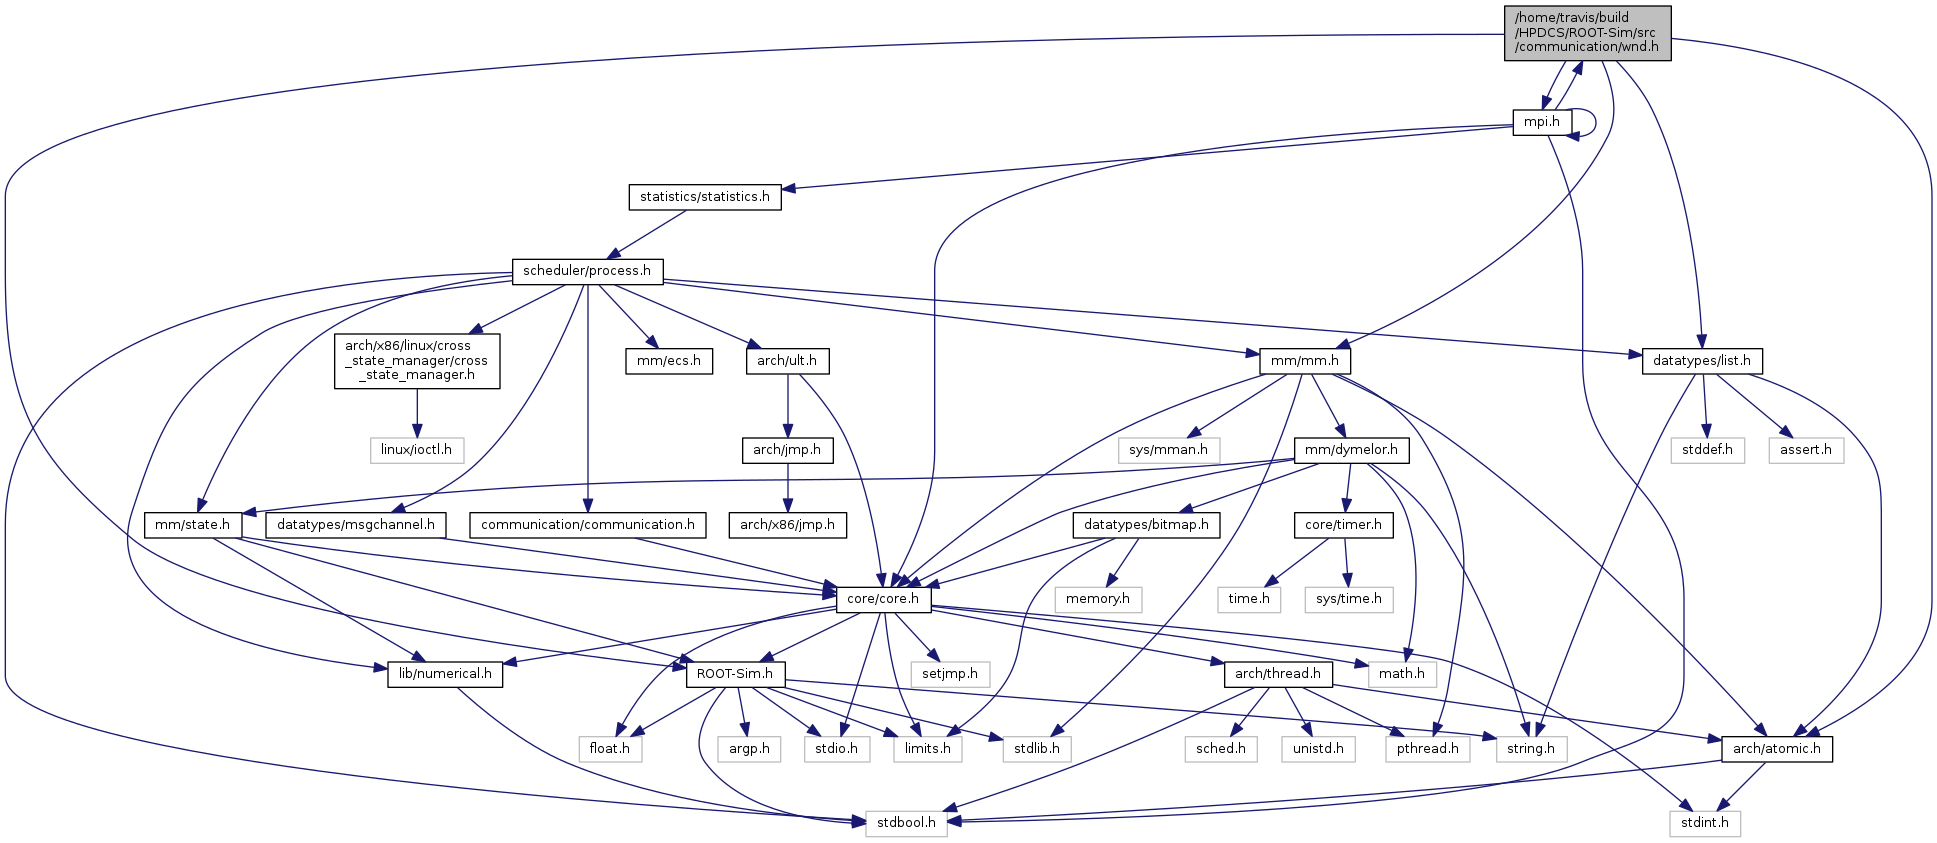 /home/travis/build
/HPDCS/ROOT-Sim/src
/communication/wnd.h
mpi.h
statistics/statistics.h
scheduler/process.h
arch/x86/linux/cross
_state_manager/cross
_state_manager.h
mm/ecs.h
arch/ult.h
mm/mm.h
datatypes/list.h
linux/ioctl.h
arch/jmp.h
sys/mman.h
mm/dymelor.h
stddef.h
assert.h
mm/state.h
datatypes/msgchannel.h
communication/communication.h
arch/x86/jmp.h
datatypes/bitmap.h
core/timer.h
core/core.h
memory.h
time.h
sys/time.h
lib/numerical.h
ROOT-Sim.h
setjmp.h
arch/thread.h
math.h
float.h
argp.h
stdio.h
limits.h
stdlib.h
sched.h
unistd.h
pthread.h
string.h
arch/atomic.h
stdbool.h
stdint.h